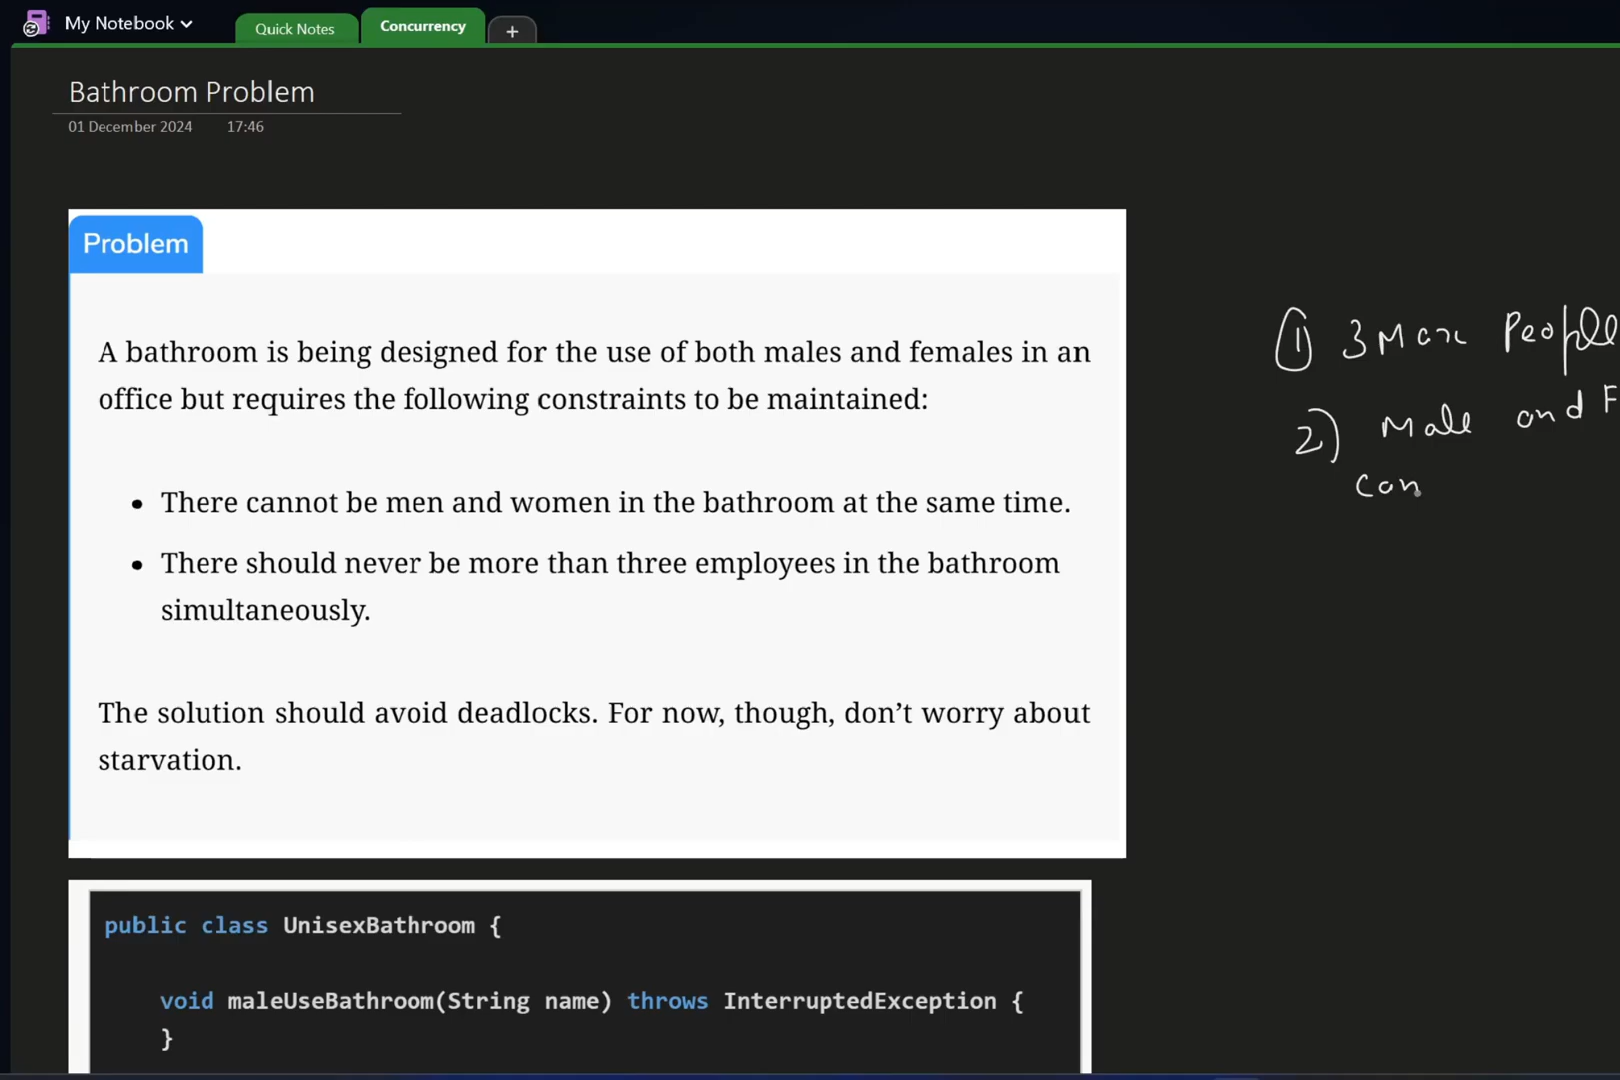 My Notebook
Quick Notes
Concurrency
+
Bathroom Problem
01 December 2024 17:46
Problem
A bathroom is being designed for the use of both males and females in an
office but requires the following constraints to be maintained:
• There cannot be men and women in the bathroom at the same time.
• There should never be more than three employees in the bathroom
simultaneously.
The solution should avoid deadlocks. For now, though, don’t worry about
starvation.
public class UnisexBathroom {
void maleUseBathroom(String name) throws InterruptedException {
}
① 3 Max People
2) Male and F
can